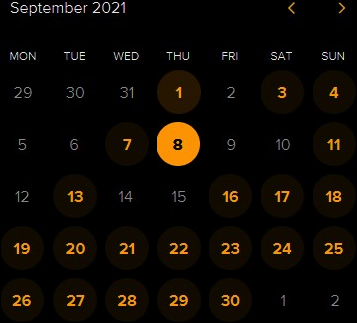 September 2021
MON TUE WED THU FRI SAT SUN
29 30 31 1 2 3 4
5 6 7 8 9 10 11
12 13 14 15 16 17 18
19 20 21 22 23 24 25
26 27 28 29 30 1 2